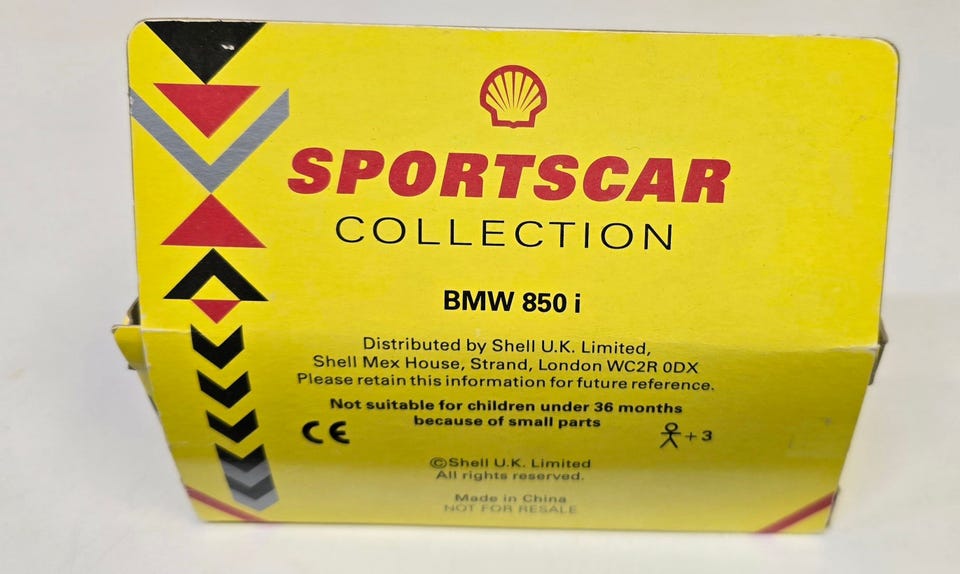 SPORTSCAR
COLLECTION
BMW 850 i
Distributed by Shell U.K. Limited,
Shell Mex House, Strand, London WC2R 0DX
Please retain this information for future reference.
Not suitable for children under 36 months
because of small parts
CE
+ 3
©Shell U.K. Limited
All rights reserved.
Made in China
NOT FOR RESALE